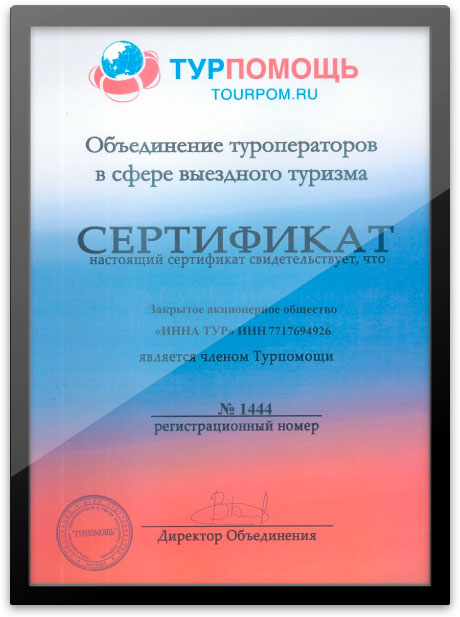 ТУРПОМОЩЬ
TOURPOM.RU
Объединение туроператоров
в сфере выездного туризма
СЕРТИФИКАТ
настоящий сертификат свидетельствует, что
Закрытое акционерное общество
«ИННА ТУР» ИНН 7717694926
является членом Турпомощи
№ 1444
регистрационный номер
"ТУРПОМОЩЬ"
Директор Объединения